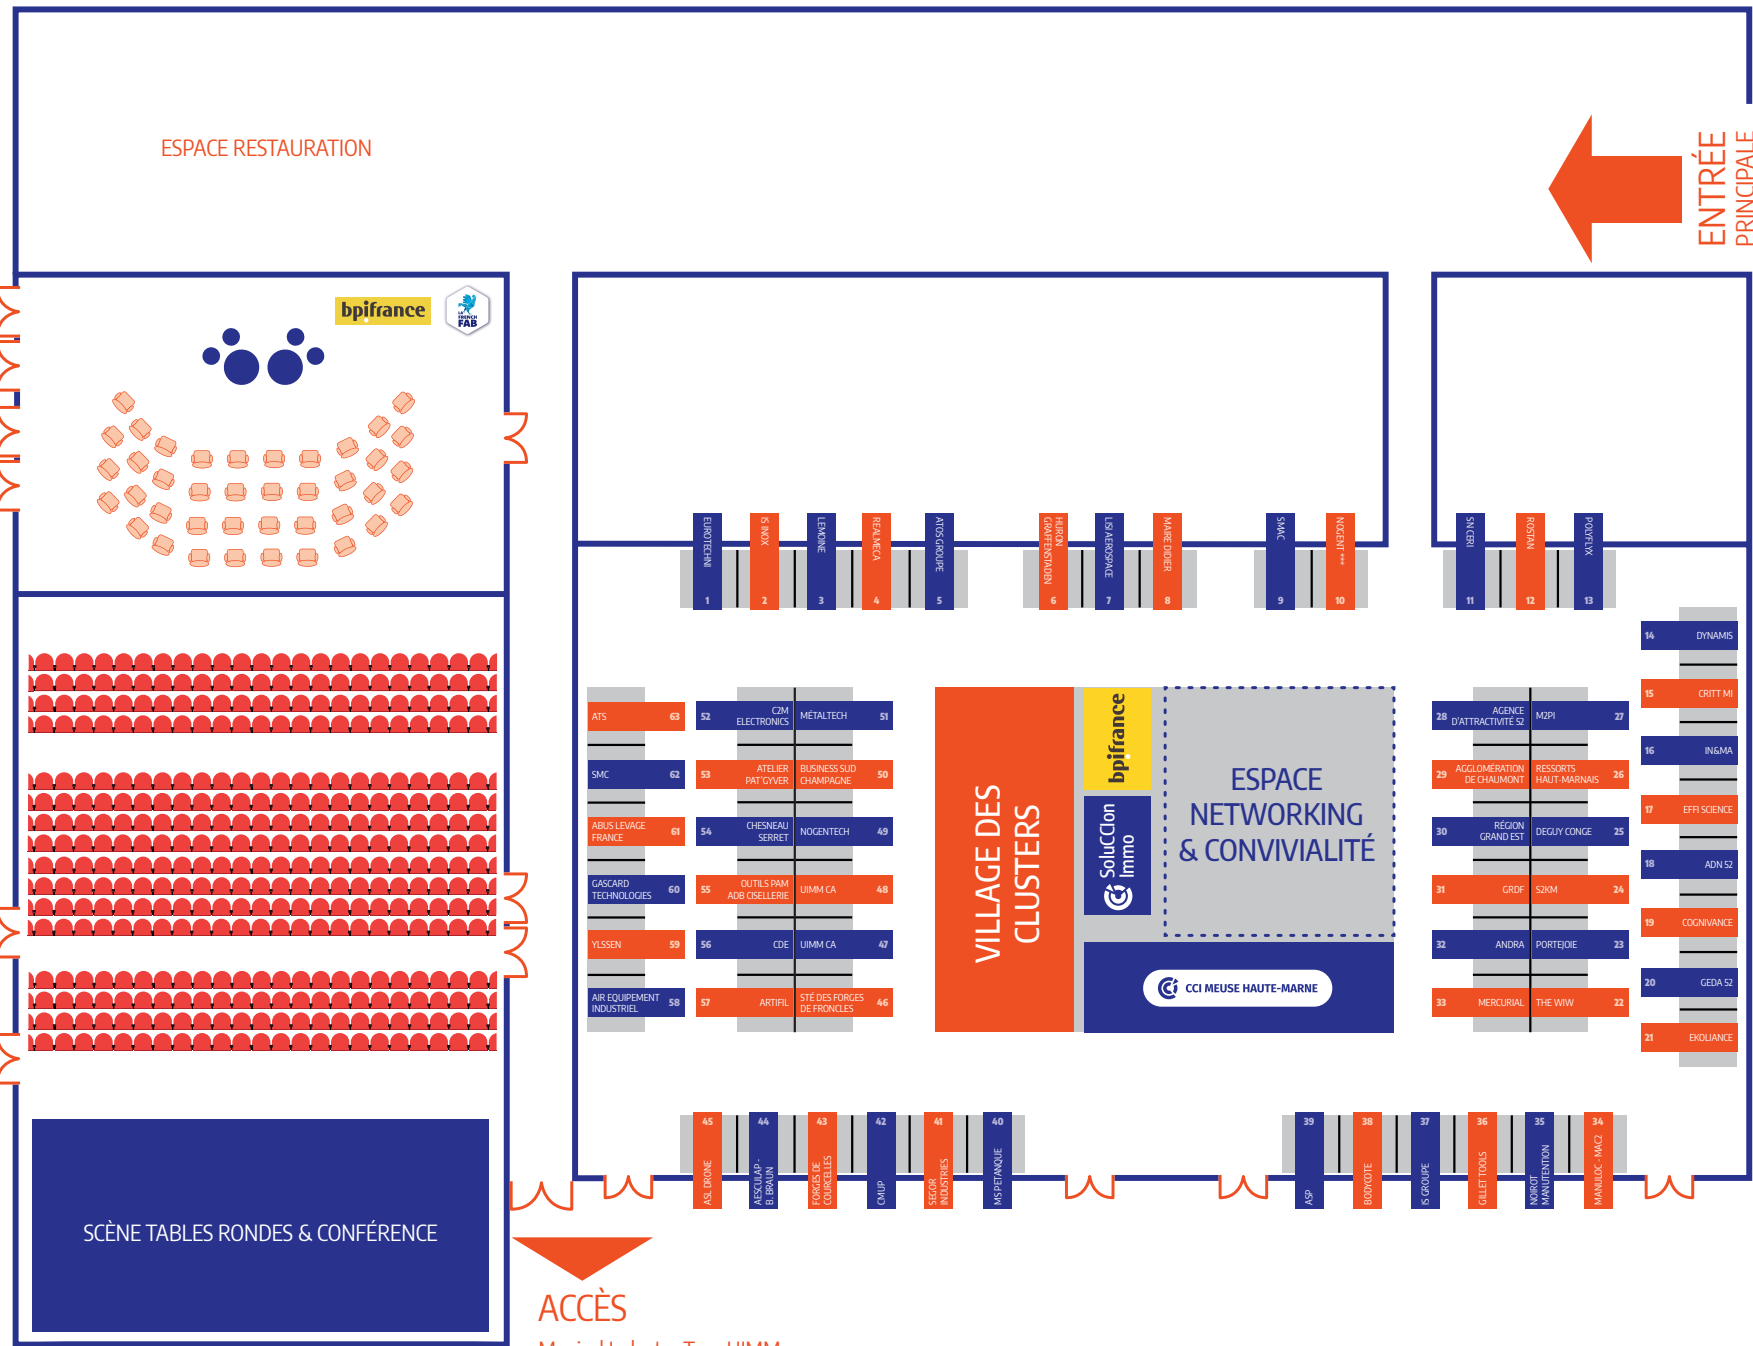 ESPACE RESTAURATION
ENTRÉE
PRINCIPALE
bpifrance
LA
FRENCH
FAB
EUROTECHNI
1
IS INOX
2
LEMOINE
3
REALMECA
4
ATOS GROUPE
5
HURON
GRAFFENSTADEN
6
LISI AEROSPACE
7
MAIRE DIDIER
8
SMAC
9
NOGENT ***
10
SN CERI
11
ROSTAN
12
POLYFLYX
13
14 DYNAMIS
15 CRITT MI
16 IN&MA
17 EFFI SCIENCE
18 ADN 52
19 COGNIVANCE
20 GEDA 52
21 EKOLIANCE
ATS 63
SMC 62
ABUS LEVAGE
FRANCE 61
GASCARD
TECHNOLOGIES 60
YLSSEN 59
AIR EQUIPEMENT
INDUSTRIEL 58
52 C2M
ELECTRONICS
MÉTALTECH 51
53 ATELIER
PAT'GYVER
BUSINESS SUD
CHAMPAGNE 50
54 CHESNEAU
SERRET
NOGENTECH 49
55 OUTILS PAM
ADB CISELLERIE
UIMM CA 48
56 CDE
UIMM CA 47
57 ARTIFIL
STÉ DES FORGES
DE FRONCLES 46
VILLAGE DES
CLUSTERS
bpifrance
SoluCCIon
Immo
ESPACE
NETWORKING
& CONVIVIALITÉ
CCI MEUSE HAUTE-MARNE
28 AGENCE
D'ATTRACTIVITÉ 52
M2PI 27
29 AGGLOMÉRATION
DE CHAUMONT
RESSORTS
HAUT-MARNAIS 26
30 RÉGION
GRAND EST
DEGUY CONGE 25
31 GRDF
S2KM 24
32 ANDRA
PORTEJOIE 23
33 MERCURIAL
THE WIW 22
45
ASL DRONE
44
AESCULAP -
B. BRAUN
43
FORGES DE
COURCELLES
42
CMUP
41
SEGOR
INDUSTRIES
40
MS PETANQUE
39
ASP
38
BODYCOTE
37
IS GROUPE
36
GILLET TOOLS
35
NOIROT
MANUTENTION
34
MANULOC - MAC2
SCÈNE TABLES RONDES & CONFÉRENCE
ACCÈS